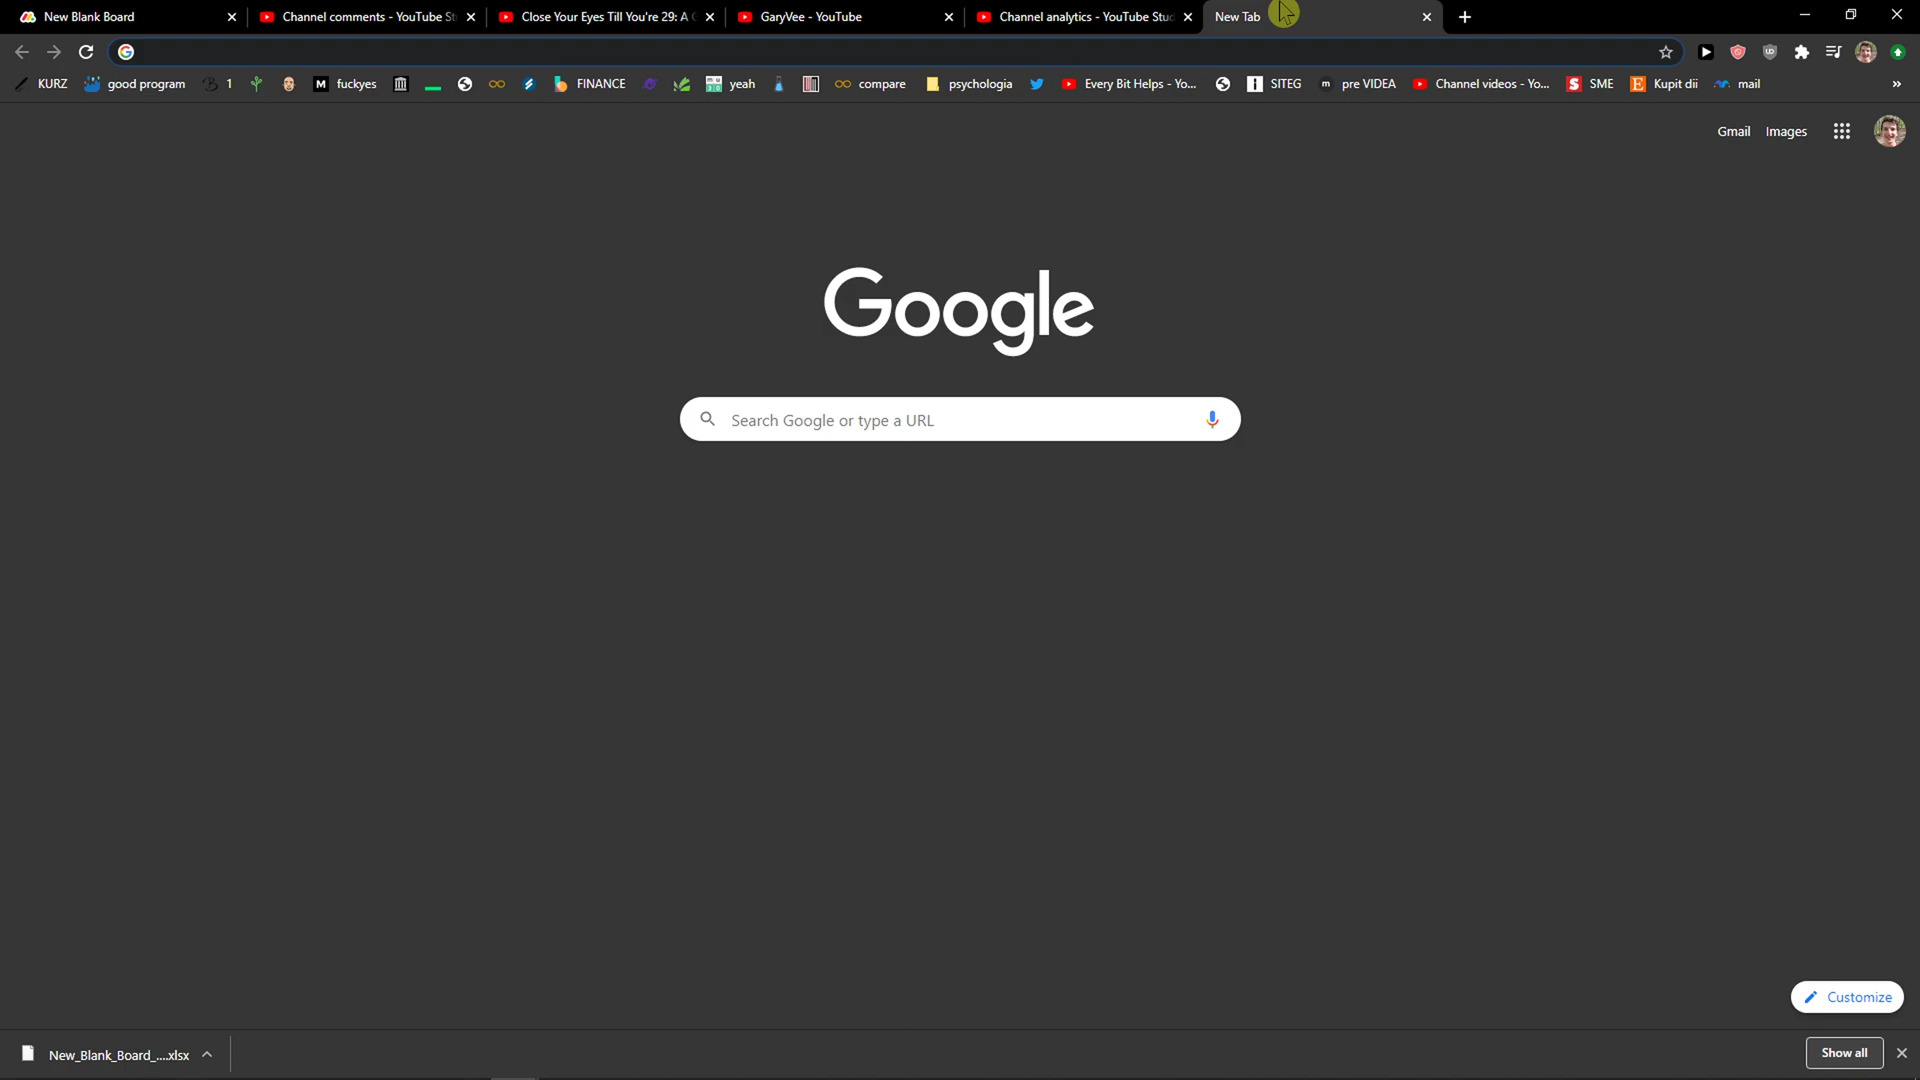 New Blank Board
Channel comments - YouTube St
Close Your Eyes Till You're 29: A
GaryVee - YouTube
Channel analytics - YouTube Stu
New Tab
KURZ
good program
1
M
fuckyes
FINANCE
yeah
compare
psychologia
Every Bit Helps - Yo...
SITEG
m
pre VIDEA
Channel videos - Yo...
S
SME
E
Kupit dii
mail
»
Gmail
Images
Google
Search Google or type a URL
Customize
New_Blank_Board_....xlsx
Show all